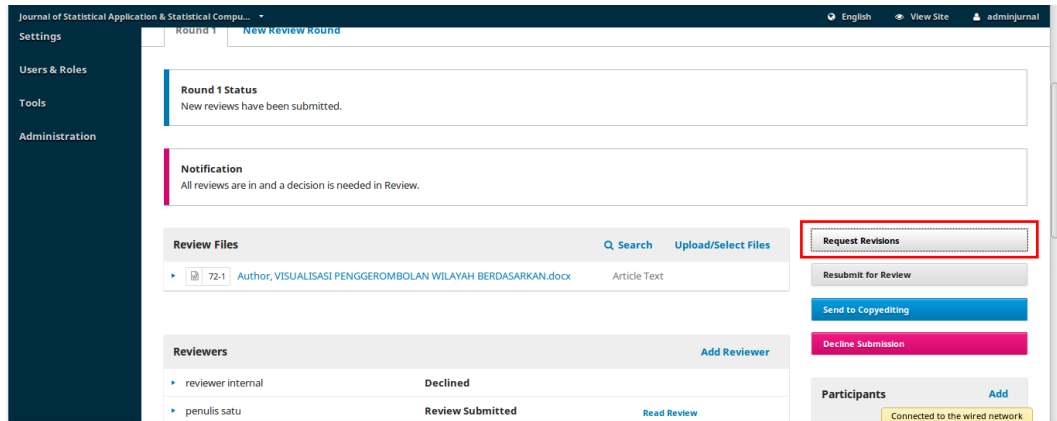 Journal of Statistical Application & Statistical Compu...
English
View Site
adminjurnal
Settings
Users & Roles
Tools
Administration
Round 1
New Review Round
Round 1 Status
New reviews have been submitted.
Notification
All reviews are in and a decision is needed in Review.
Review Files
Search
Upload/Select Files
72-1
Author, VISUALISASI PENGGEROMBOLAN WILAYAH BERDASARKAN.docx
Article Text
Request Revisions
Resubmit for Review
Send to Copyediting
Decline Submission
Reviewers
Add Reviewer
reviewer internal
Declined
penulis satu
Review Submitted
Read Review
Participants
Add
Connected to the wired network